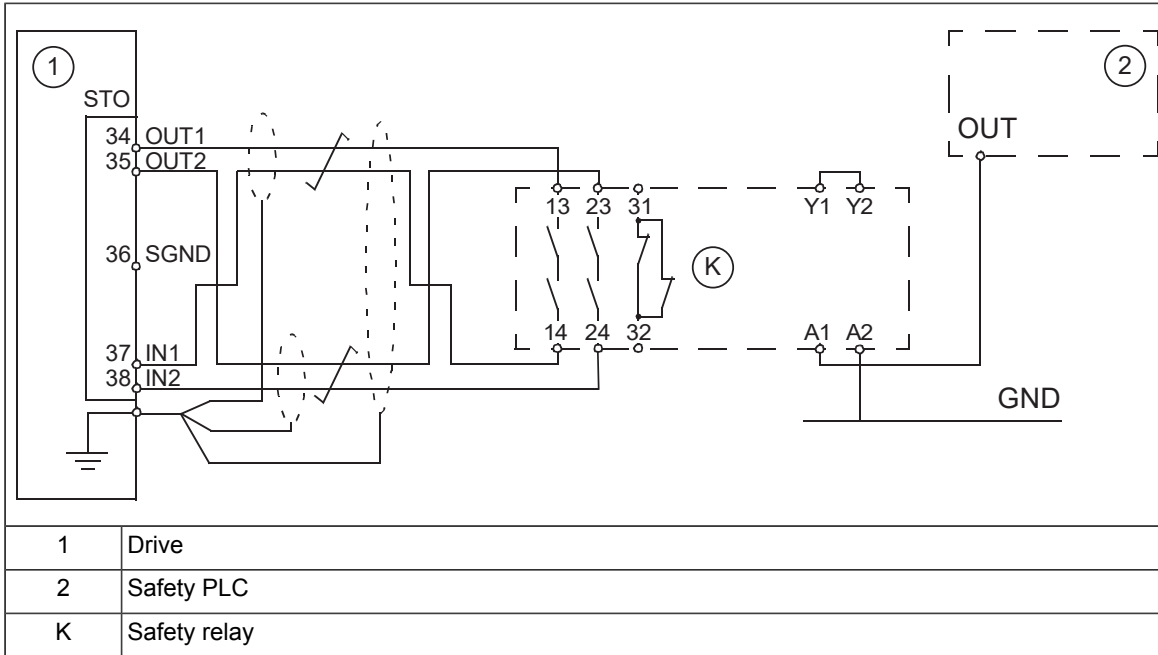 1
2
STO
34 OUT1
35 OUT2
OUT
13 23 31
Y1 Y2
36 SGND
K
14 24 32
A1 A2
37 IN1
38 IN2
GND
1 Drive
2 Safety PLC
K Safety relay